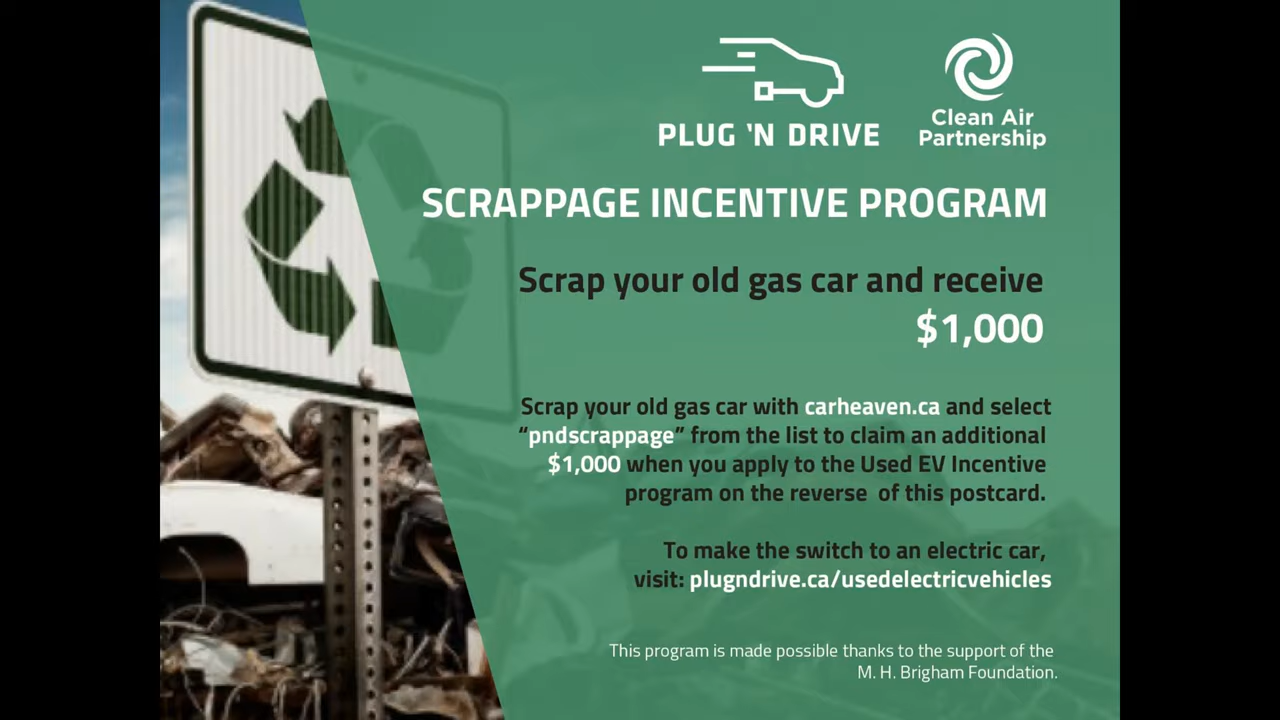 PLUG 'N DRIVE
Clean Air
Partnership
SCRAPPAGE INCENTIVE PROGRAM
Scrap your old gas car and receive
$1,000
Scrap your old gas car with carheaven.ca and select
“pndscrappage” from the list to claim an additional
$1,000 when you apply to the Used EV Incentive
program on the reverse of this postcard.
To make the switch to an electric car,
visit: plugndrive.ca/usedelectricvehicles
This program is made possible thanks to the support of the
M. H. Brigham Foundation.